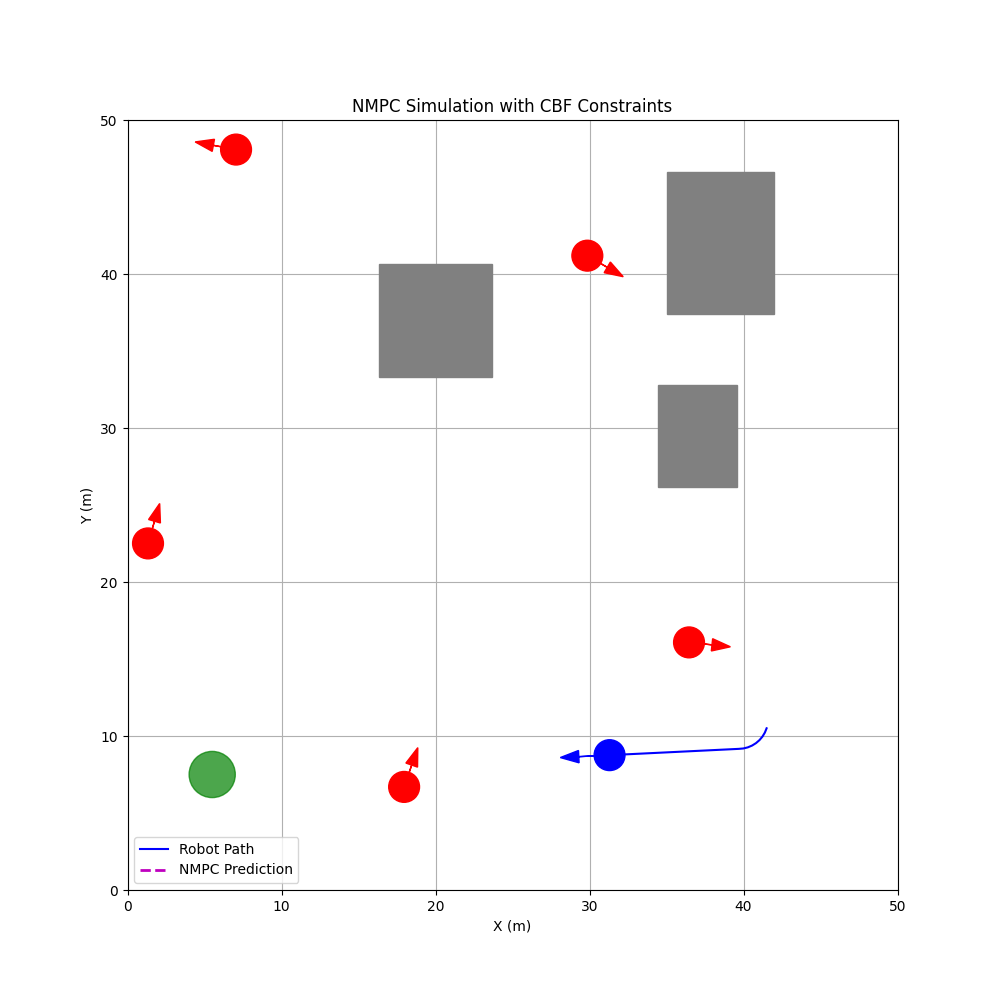 NMPC Simulation with CBF Constraints
50
40
30
20
10
0
Y (m)
Robot Path
NMPC Prediction
0 10 20 30 40 50
X (m)